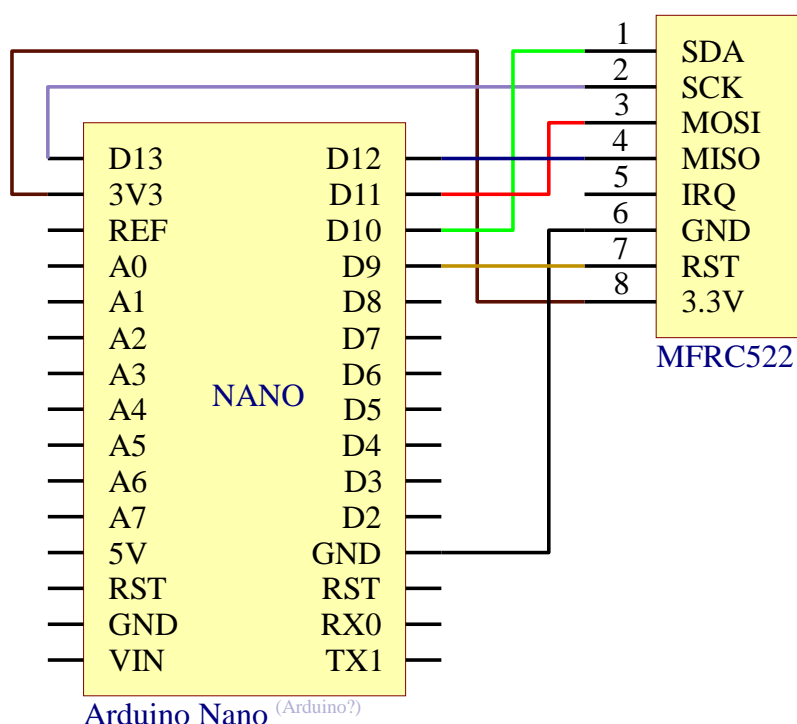 1 SDA
2 SCK
3 MOSI
4 MISO
5 IRQ
6 GND
7 RST
8 3.3V
MFRC522
D13 D12
3V3 D11
REF D10
A0 D9
A1 D8
A2 D7
A3 D6
NANO
A4 D5
A5 D4
A6 D3
A7 D2
5V GND
RST RST
GND RX0
VIN TX1
Arduino Nano (Arduino?)